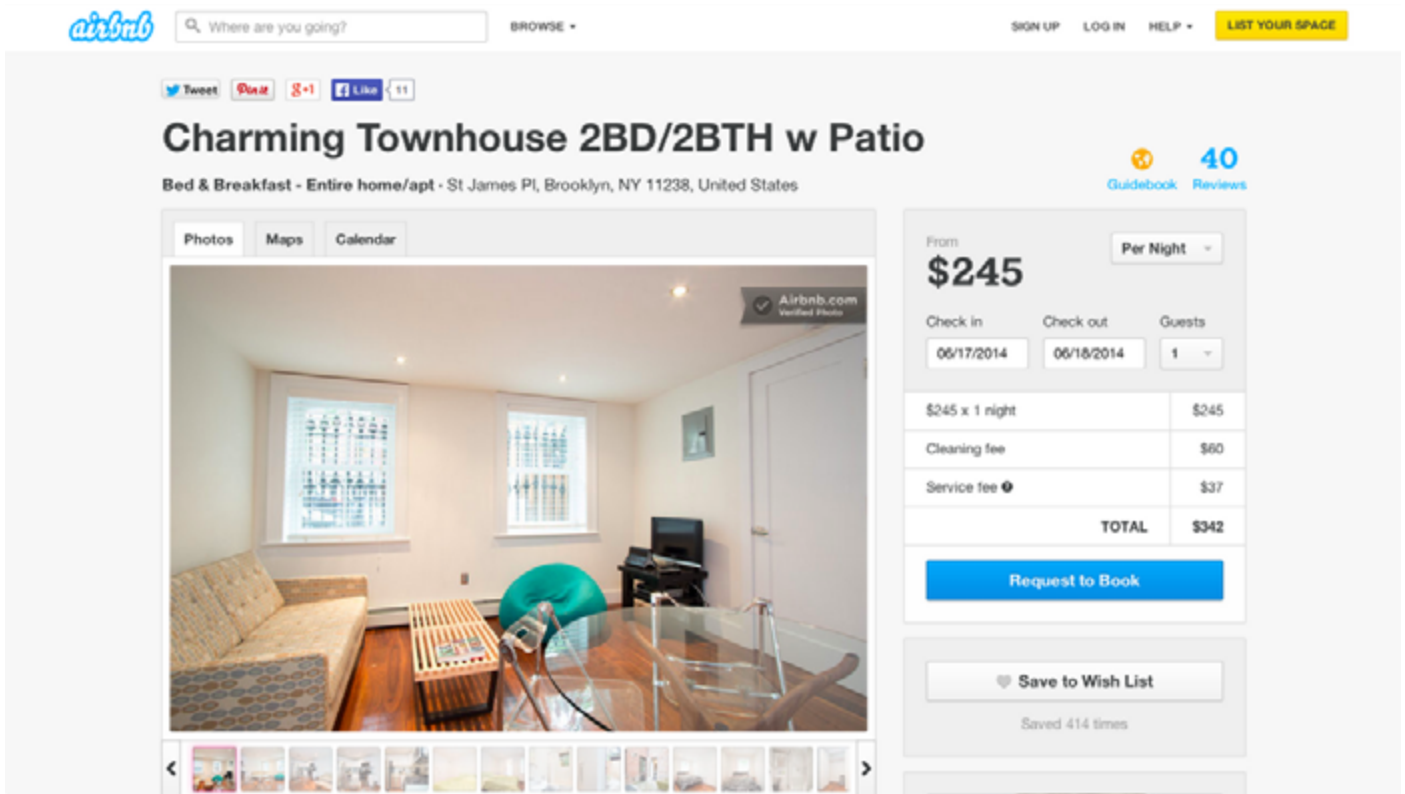 airbnb
Where are you going?
BROWSE
SIGN UP LOG IN HELP
LIST YOUR SPACE
Tweet Pin it g+1 Like 11
Charming Townhouse 2BD/2BTH w Patio
Bed & Breakfast - Entire home/apt · St James Pl, Brooklyn, NY 11238, United States
Guidebook
40
Reviews
Photos Maps Calendar
Airbnb.com
Verified Photo
From
$245
Per Night
Check in Check out Guests
06/17/2014 06/18/2014 1
$245 x 1 night $245
Cleaning fee $60
Service fee ? $37
TOTAL $342
Request to Book
Save to Wish List
Saved 414 times